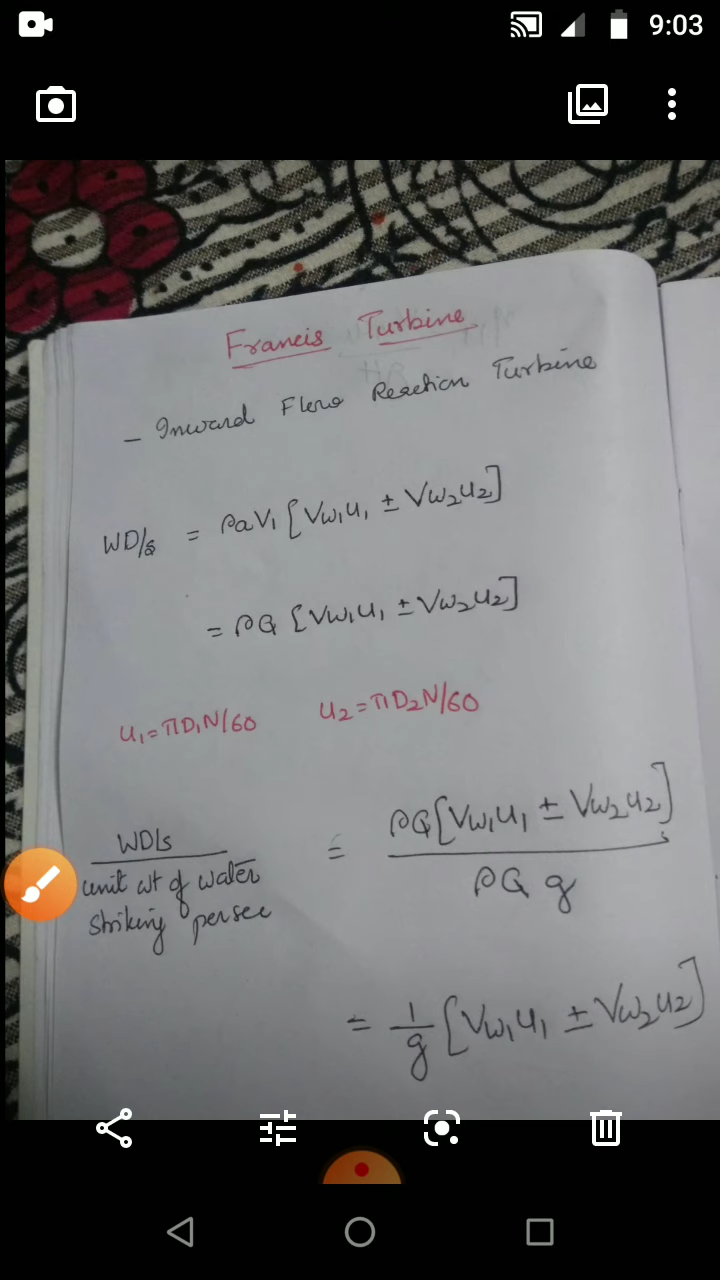 9:03
Francis Turbine
- Inward Flow Reaction Turbine
WD/s = ρaV₁ [Vw₁u₁ ± Vw₂u₂]
= ρQ [Vw₁u₁ ± Vw₂u₂]
u₁ = πD₁N/60 u₂ = πD₂N/60
WD/s / unit wt of water striking per sec = ρQ[Vw₁u₁ ± Vw₂u₂] / ρQ g
= 1/g [Vw₁u₁ ± Vw₂u₂]